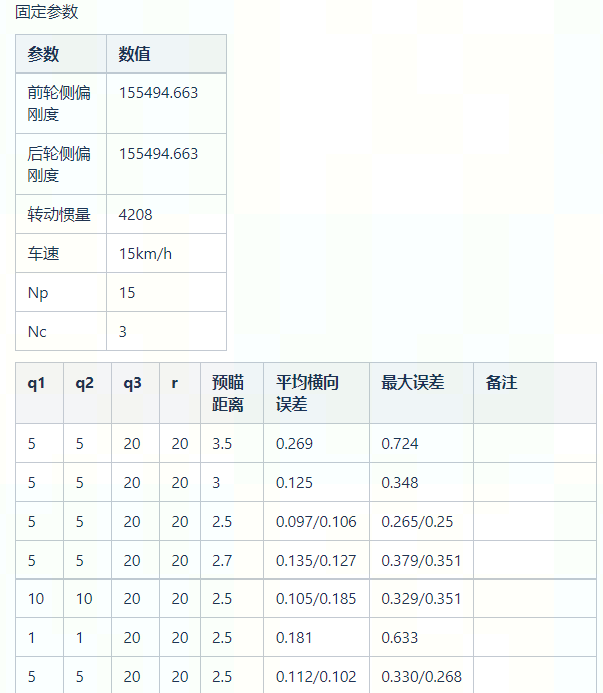 固定参数
参数 数值
前轮侧偏 155494.663
刚度
后轮侧偏 155494.663
刚度
转动惯量 4208
车速 15km/h
Np 15
Nc 3
q1 q2 q3 r 预瞄 平均横向 最大误差 备注
距离 误差
5 5 20 20 3.5 0.269 0.724
5 5 20 20 3 0.125 0.348
5 5 20 20 2.5 0.097/0.106 0.265/0.25
5 5 20 20 2.7 0.135/0.127 0.379/0.351
10 10 20 20 2.5 0.105/0.185 0.329/0.351
1 1 20 20 2.5 0.181 0.633
5 5 20 20 2.5 0.112/0.102 0.330/0.268